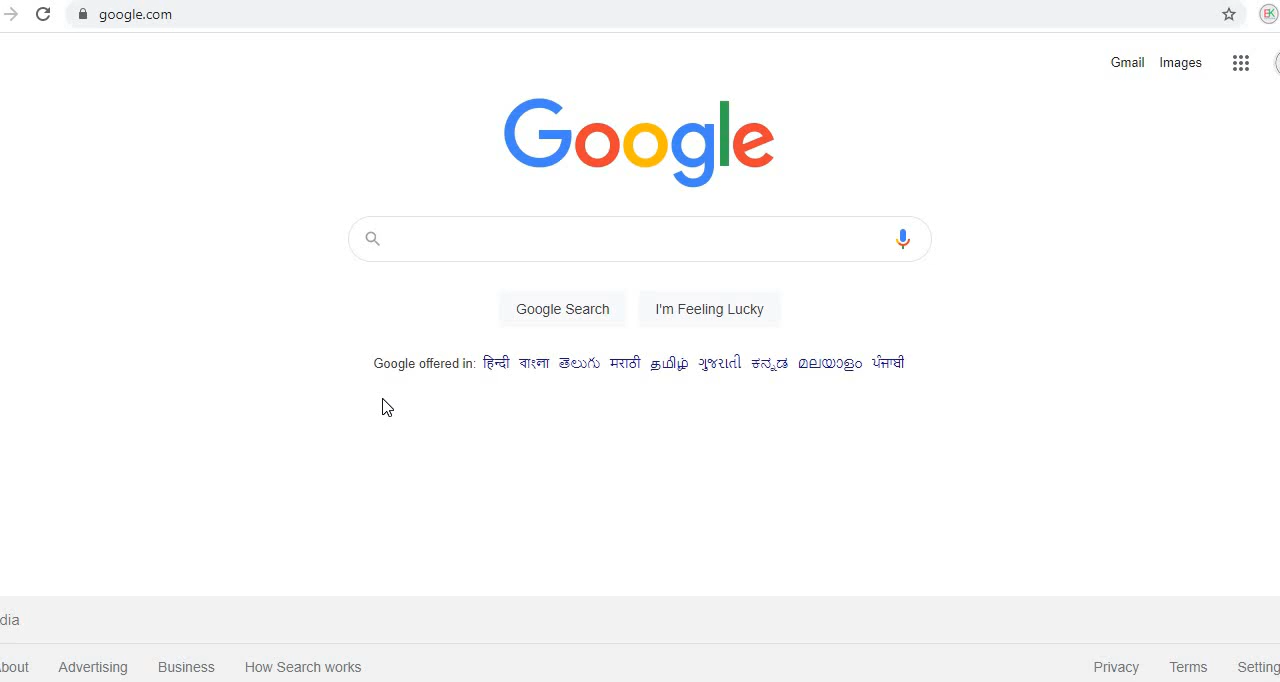 google.com
Gmail Images
Google
Google Search I'm Feeling Lucky
Google offered in: हिन्दी বাংলা తెలుగు मराठी தமிழ் ગુજરાતી ಕನ್ನಡ മലയാളം ਪੰਜਾਬੀ
dia
bout Advertising Business How Search works Privacy Terms Setting